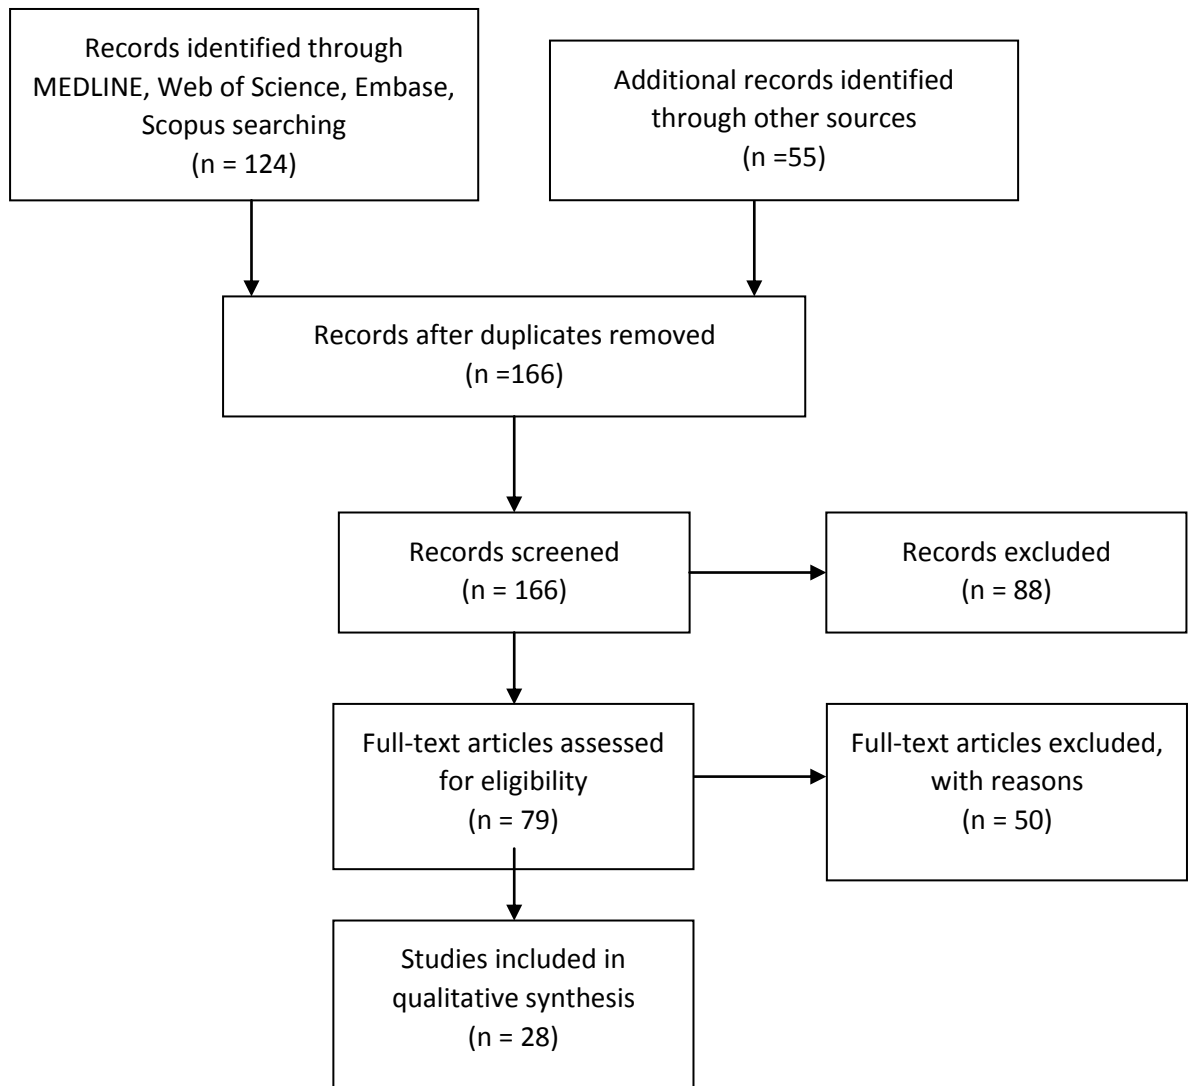 Records identified through
MEDLINE, Web of Science, Embase,
Scopus searching
(n = 124)
Additional records identified
through other sources
(n =55)
Records after duplicates removed
(n =166)
Records screened
(n = 166)
Records excluded
(n = 88)
Full-text articles assessed
for eligibility
(n = 79)
Full-text articles excluded,
with reasons
(n = 50)
Studies included in
qualitative synthesis
(n = 28)